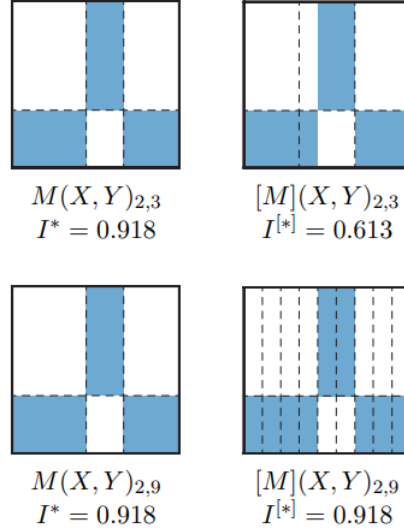 M(X, Y)₂,₃
[M](X, Y)₂,₃
I* = 0.918
I[*] = 0.613
M(X, Y)₂,₉
[M](X, Y)₂,₉
I* = 0.918
I[*] = 0.918